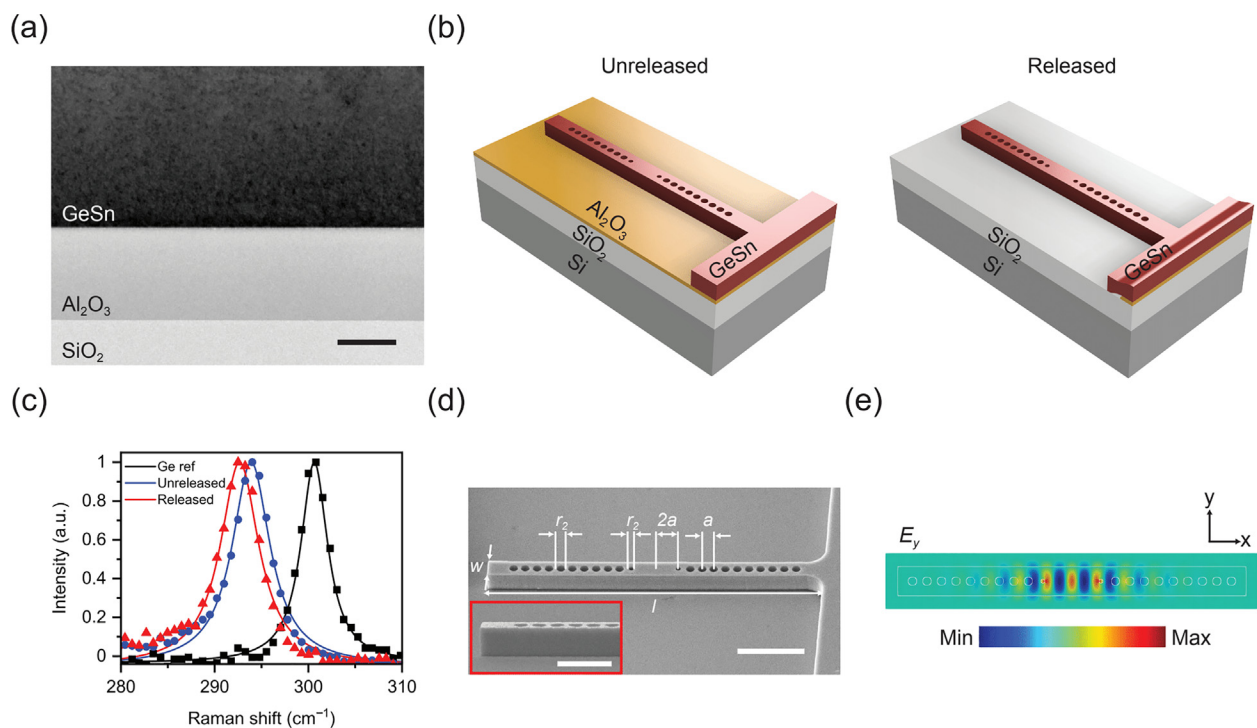 (a)
GeSn
Al₂O₃
SiO₂
(b)
Unreleased
Released
Al₂O₃
SiO₂
Si
GeSn
SiO₂
Si
GeSn
(c)
Intensity (a.u.)
1
0.8
0.6
0.4
0.2
0
Ge ref
Unreleased
Released
280
290
300
310
Raman shift (cm⁻¹)
(d)
r₂
r₂
2a
a
w
l
(e)
y
x
Eᵧ
Min
Max